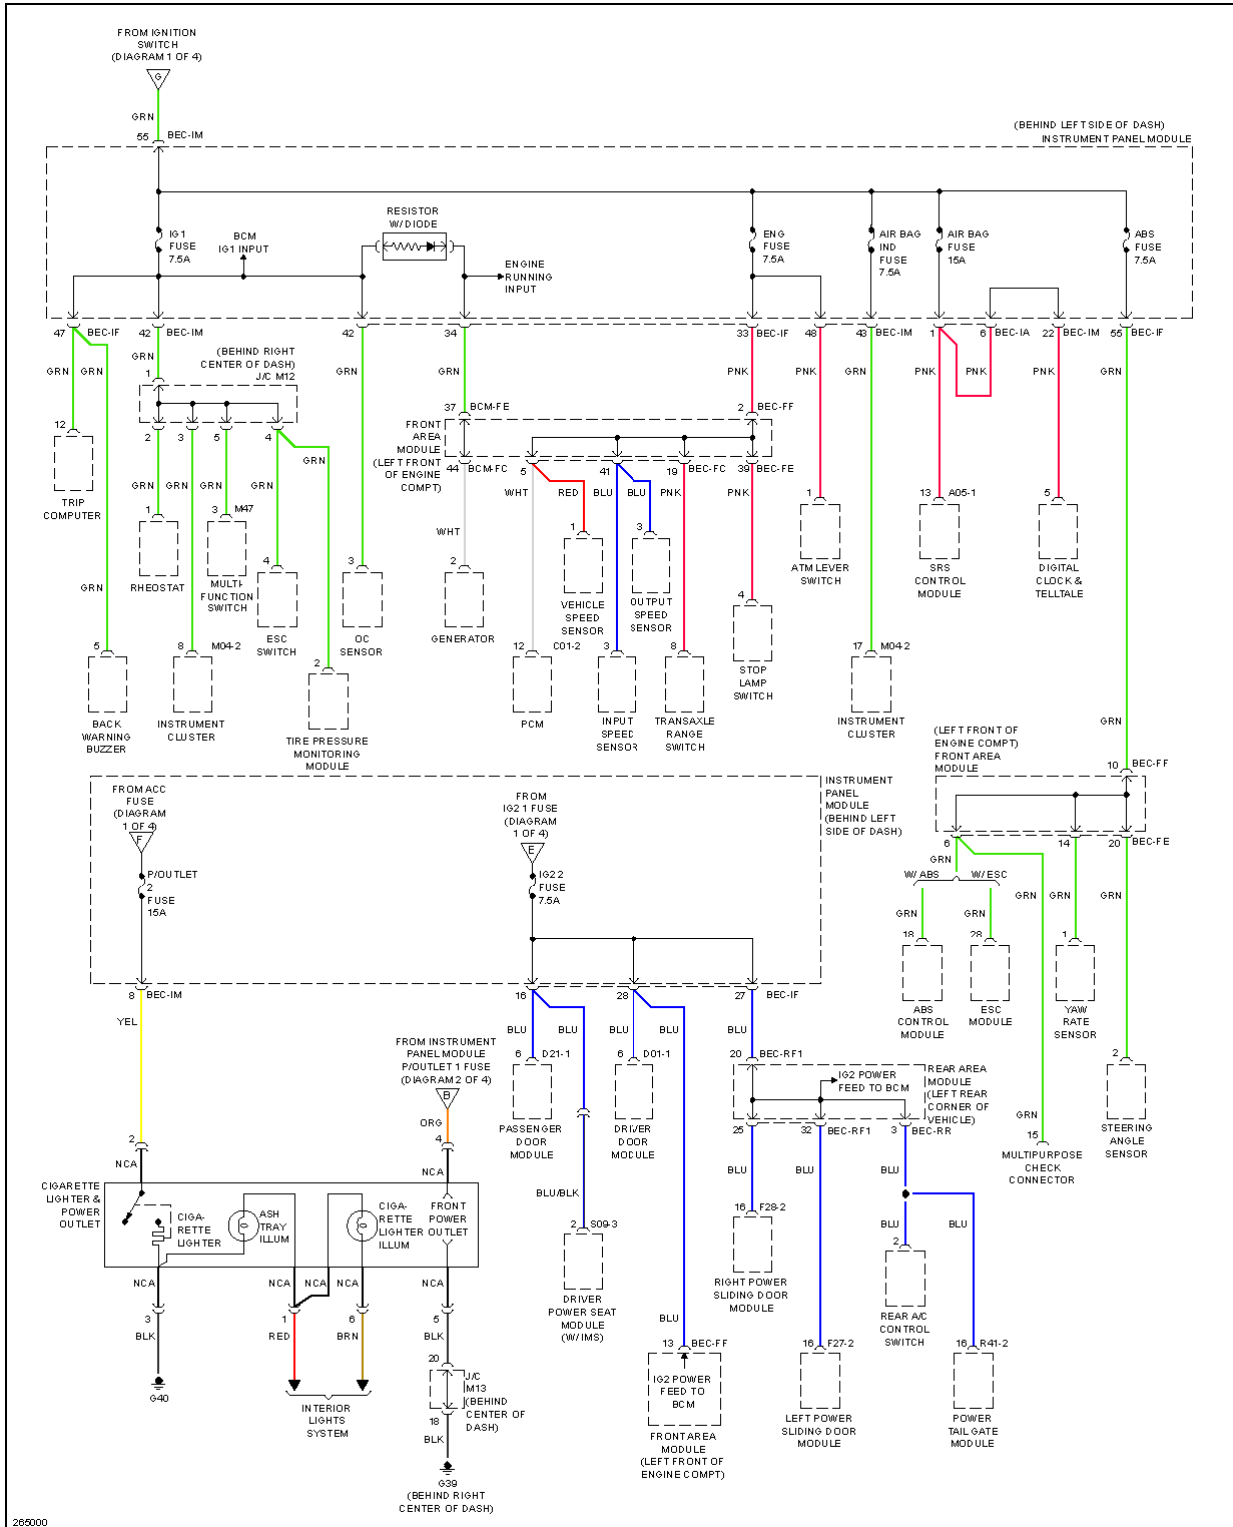 FROM IGNITION
SWITCH
(DIAGRAM 1 OF 4)
G
GRN
55 BEC-IM
(BEHIND LEFT SIDE OF DASH)
INSTRUMENT PANEL MODULE
IG1
FUSE
7.5A
BCM
IG1 INPUT
RESISTOR
W/DIODE
ENGINE
RUNNING
INPUT
ENG
FUSE
7.5A
AIR BAG
IND
FUSE
7.5A
AIR BAG
FUSE
15A
ABS
FUSE
7.5A
47 BEC-IF 42 BEC-IM 42 34 33 BEC-IF 48 43 BEC-IM 1 6 BEC-IA 22 BEC-IM 55 BEC-IF
GRN GRN GRN GRN GRN PNK PNK GRN PNK PNK PNK GRN
(BEHIND RIGHT
CENTER OF DASH)
J/C M12
1
2 3 5 4
GRN GRN GRN GRN GRN
12
TRIP
COMPUTER
1
RHEOSTAT
3 M47
MULTI-
FUNCTION
SWITCH
4
ESC
SWITCH
3
OC
SENSOR
GRN
5
BACK
WARNING
BUZZER
8 M04-2
INSTRUMENT
CLUSTER
2
TIRE PRESSURE
MONITORING
MODULE
37 BCM-FE
2 BEC-FF
FRONT
AREA
MODULE
(LEFT FRONT
OF ENGINE
COMPT)
44 BCM-FC 5 41 19 BEC-FC 39 BEC-FE
WHT RED BLU BLU PNK PNK
WHT
2
GENERATOR
1
VEHICLE
SPEED
SENSOR
3
OUTPUT
SPEED
SENSOR
12 C01-2
PCM
3
INPUT
SPEED
SENSOR
8
TRANSAXLE
RANGE
SWITCH
4
STOP
LAMP
SWITCH
1
ATM LEVER
SWITCH
17 M04-2
INSTRUMENT
CLUSTER
13 A05-1
SRS
CONTROL
MODULE
5
DIGITAL
CLOCK &
TELLTALE
GRN
(LEFT FRONT OF
ENGINE COMPT)
FRONT AREA
MODULE
10 BEC-FF
6 14 20 BEC-FE
GRN
W/ ABS W/ ESC
GRN GRN GRN GRN GRN
18
ABS
CONTROL
MODULE
28
ESC
MODULE
1
YAW
RATE
SENSOR
2
STEERING
ANGLE
SENSOR
GRN
15
MULTIPURPOSE
CHECK
CONNECTOR
INSTRUMENT
PANEL
MODULE
(BEHIND LEFT
SIDE OF DASH)
FROM ACC
FUSE
(DIAGRAM
1 OF 4)
F
P/OUTLET
2
FUSE
15A
FROM
IG2 1 FUSE
(DIAGRAM
1 OF 4)
E
IG2 2
FUSE
7.5A
8 BEC-IM 16 28 27 BEC-IF
YEL BLU BLU BLU BLU BLU
FROM INSTRUMENT
PANEL MODULE
P/OUTLET 1 FUSE
(DIAGRAM 2 OF 4)
B
ORG
6 D21-1
PASSENGER
DOOR
MODULE
6 D01-1
DRIVER
DOOR
MODULE
20 BEC-RF1
IG2 POWER
FEED TO BCM
REAR AREA
MODULE
(LEFT REAR
CORNER OF
VEHICLE)
25 32 BEC-RF1 3 BEC-RR
BLU BLU BLU
BLU BLU
2 4
NCA NCA
CIGARETTE
LIGHTER &
POWER
OUTLET
CIGA-
RETTE
LIGHTER
ASH
TRAY
ILLUM
CIGA-
RETTE
LIGHTER
ILLUM
FRONT
POWER
OUTLET
NCA NCA NCA NCA NCA
3 1 6 5
BLK RED BRN BLK
G40
INTERIOR
LIGHTS
SYSTEM
20
J/C
M13
(BEHIND
CENTER OF
DASH)
18
BLK
G39
(BEHIND RIGHT
CENTER OF DASH)
BLU/BLK
2 S09-3
DRIVER
POWER SEAT
MODULE
(W/ IMS)
BLU
13 BEC-FF
IG2 POWER
FEED TO
BCM
FRONT AREA
MODULE
(LEFT FRONT OF
ENGINE COMPT)
16 F28-2
RIGHT POWER
SLIDING DOOR
MODULE
16 F27-2
LEFT POWER
SLIDING DOOR
MODULE
2
REAR A/C
CONTROL
SWITCH
16 R41-2
POWER
TAIL GATE
MODULE
265000